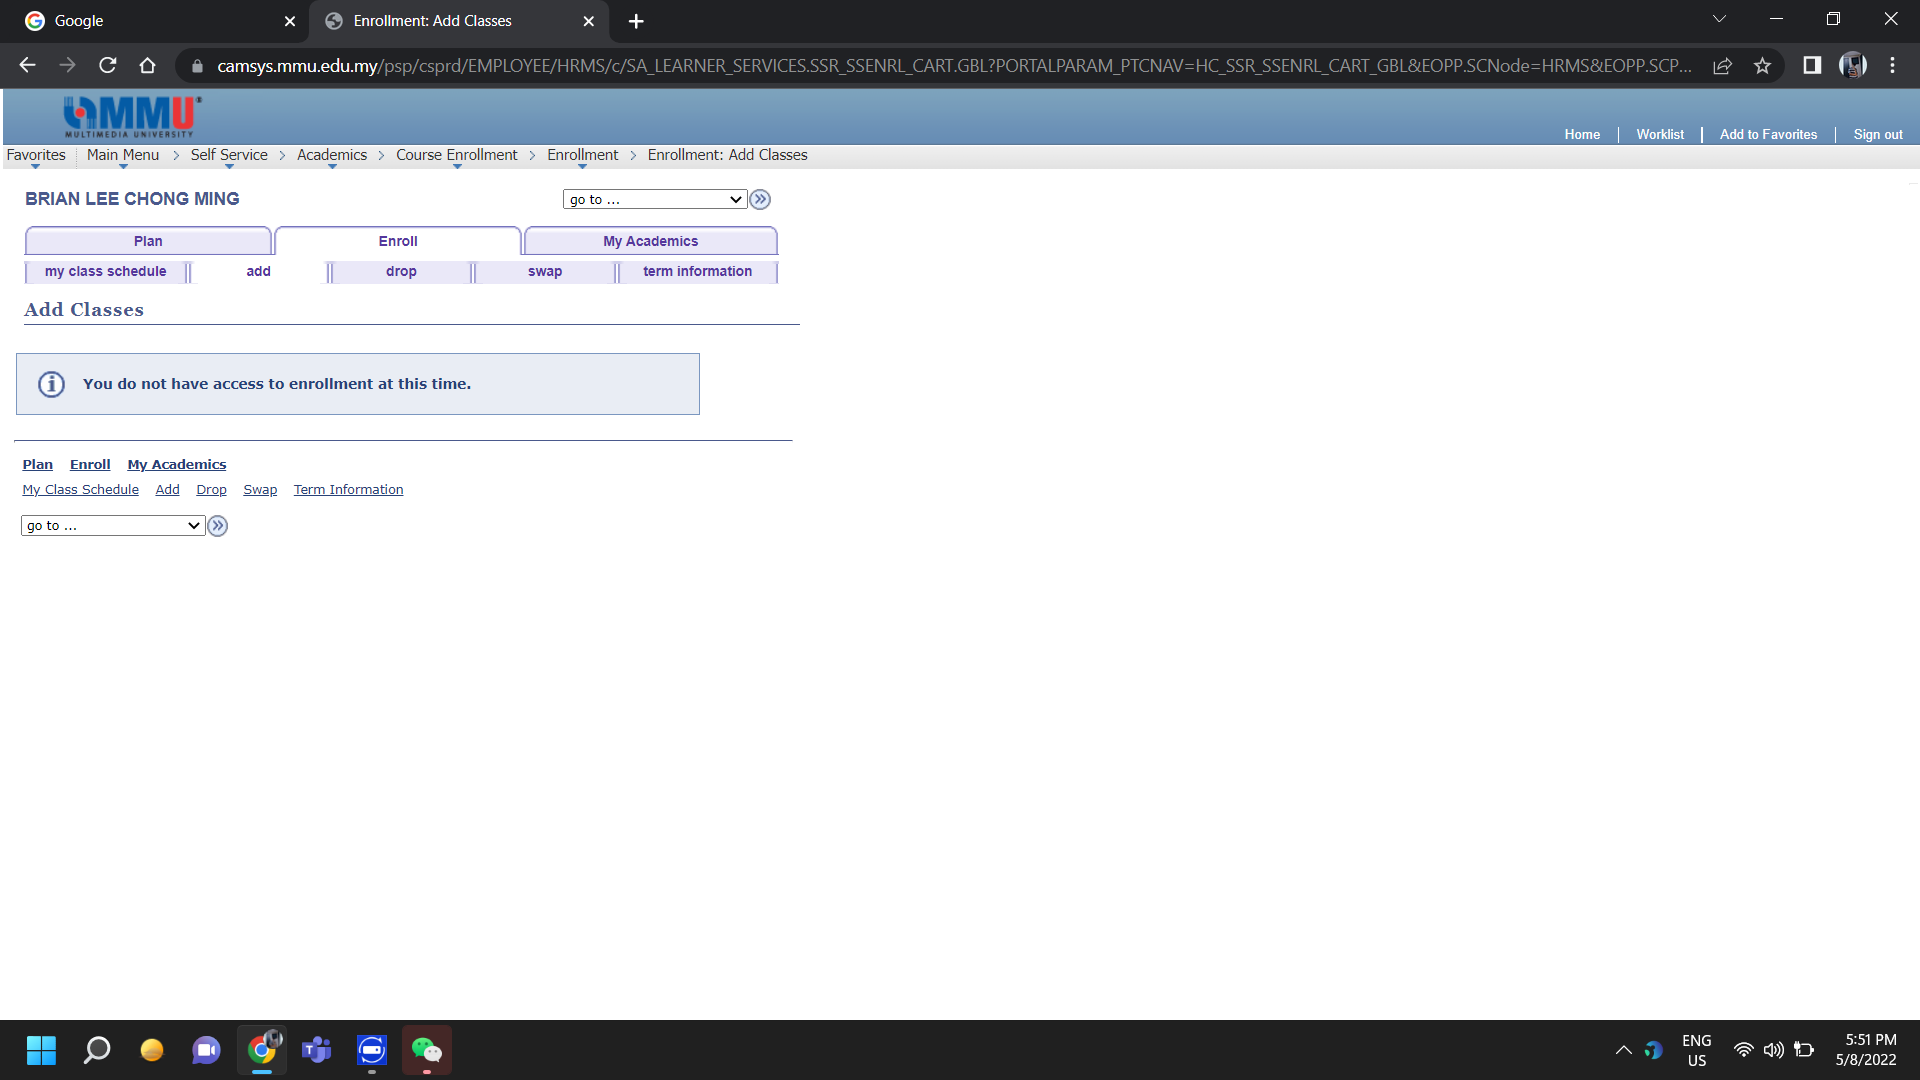 Google
Enrollment: Add Classes
camsys.mmu.edu.my/psp/csprd/EMPLOYEE/HRMS/c/SA_LEARNER_SERVICES.SSR_SSENRL_CART.GBL?PORTALPARAM_PTCNAV=HC_SSR_SSENRL_CART_GBL&EOPP.SCNode=HRMS&EOPP.SCP...
MMU
MULTIMEDIA UNIVERSITY
Home Worklist Add to Favorites Sign out
Favorites Main Menu > Self Service > Academics > Course Enrollment > Enrollment > Enrollment: Add Classes
BRIAN LEE CHONG MING
go to ...
Plan Enroll My Academics
my class schedule add drop swap term information
Add Classes
You do not have access to enrollment at this time.
Plan Enroll My Academics
My Class Schedule Add Drop Swap Term Information
go to ...
ENG
US
5:51 PM
5/8/2022